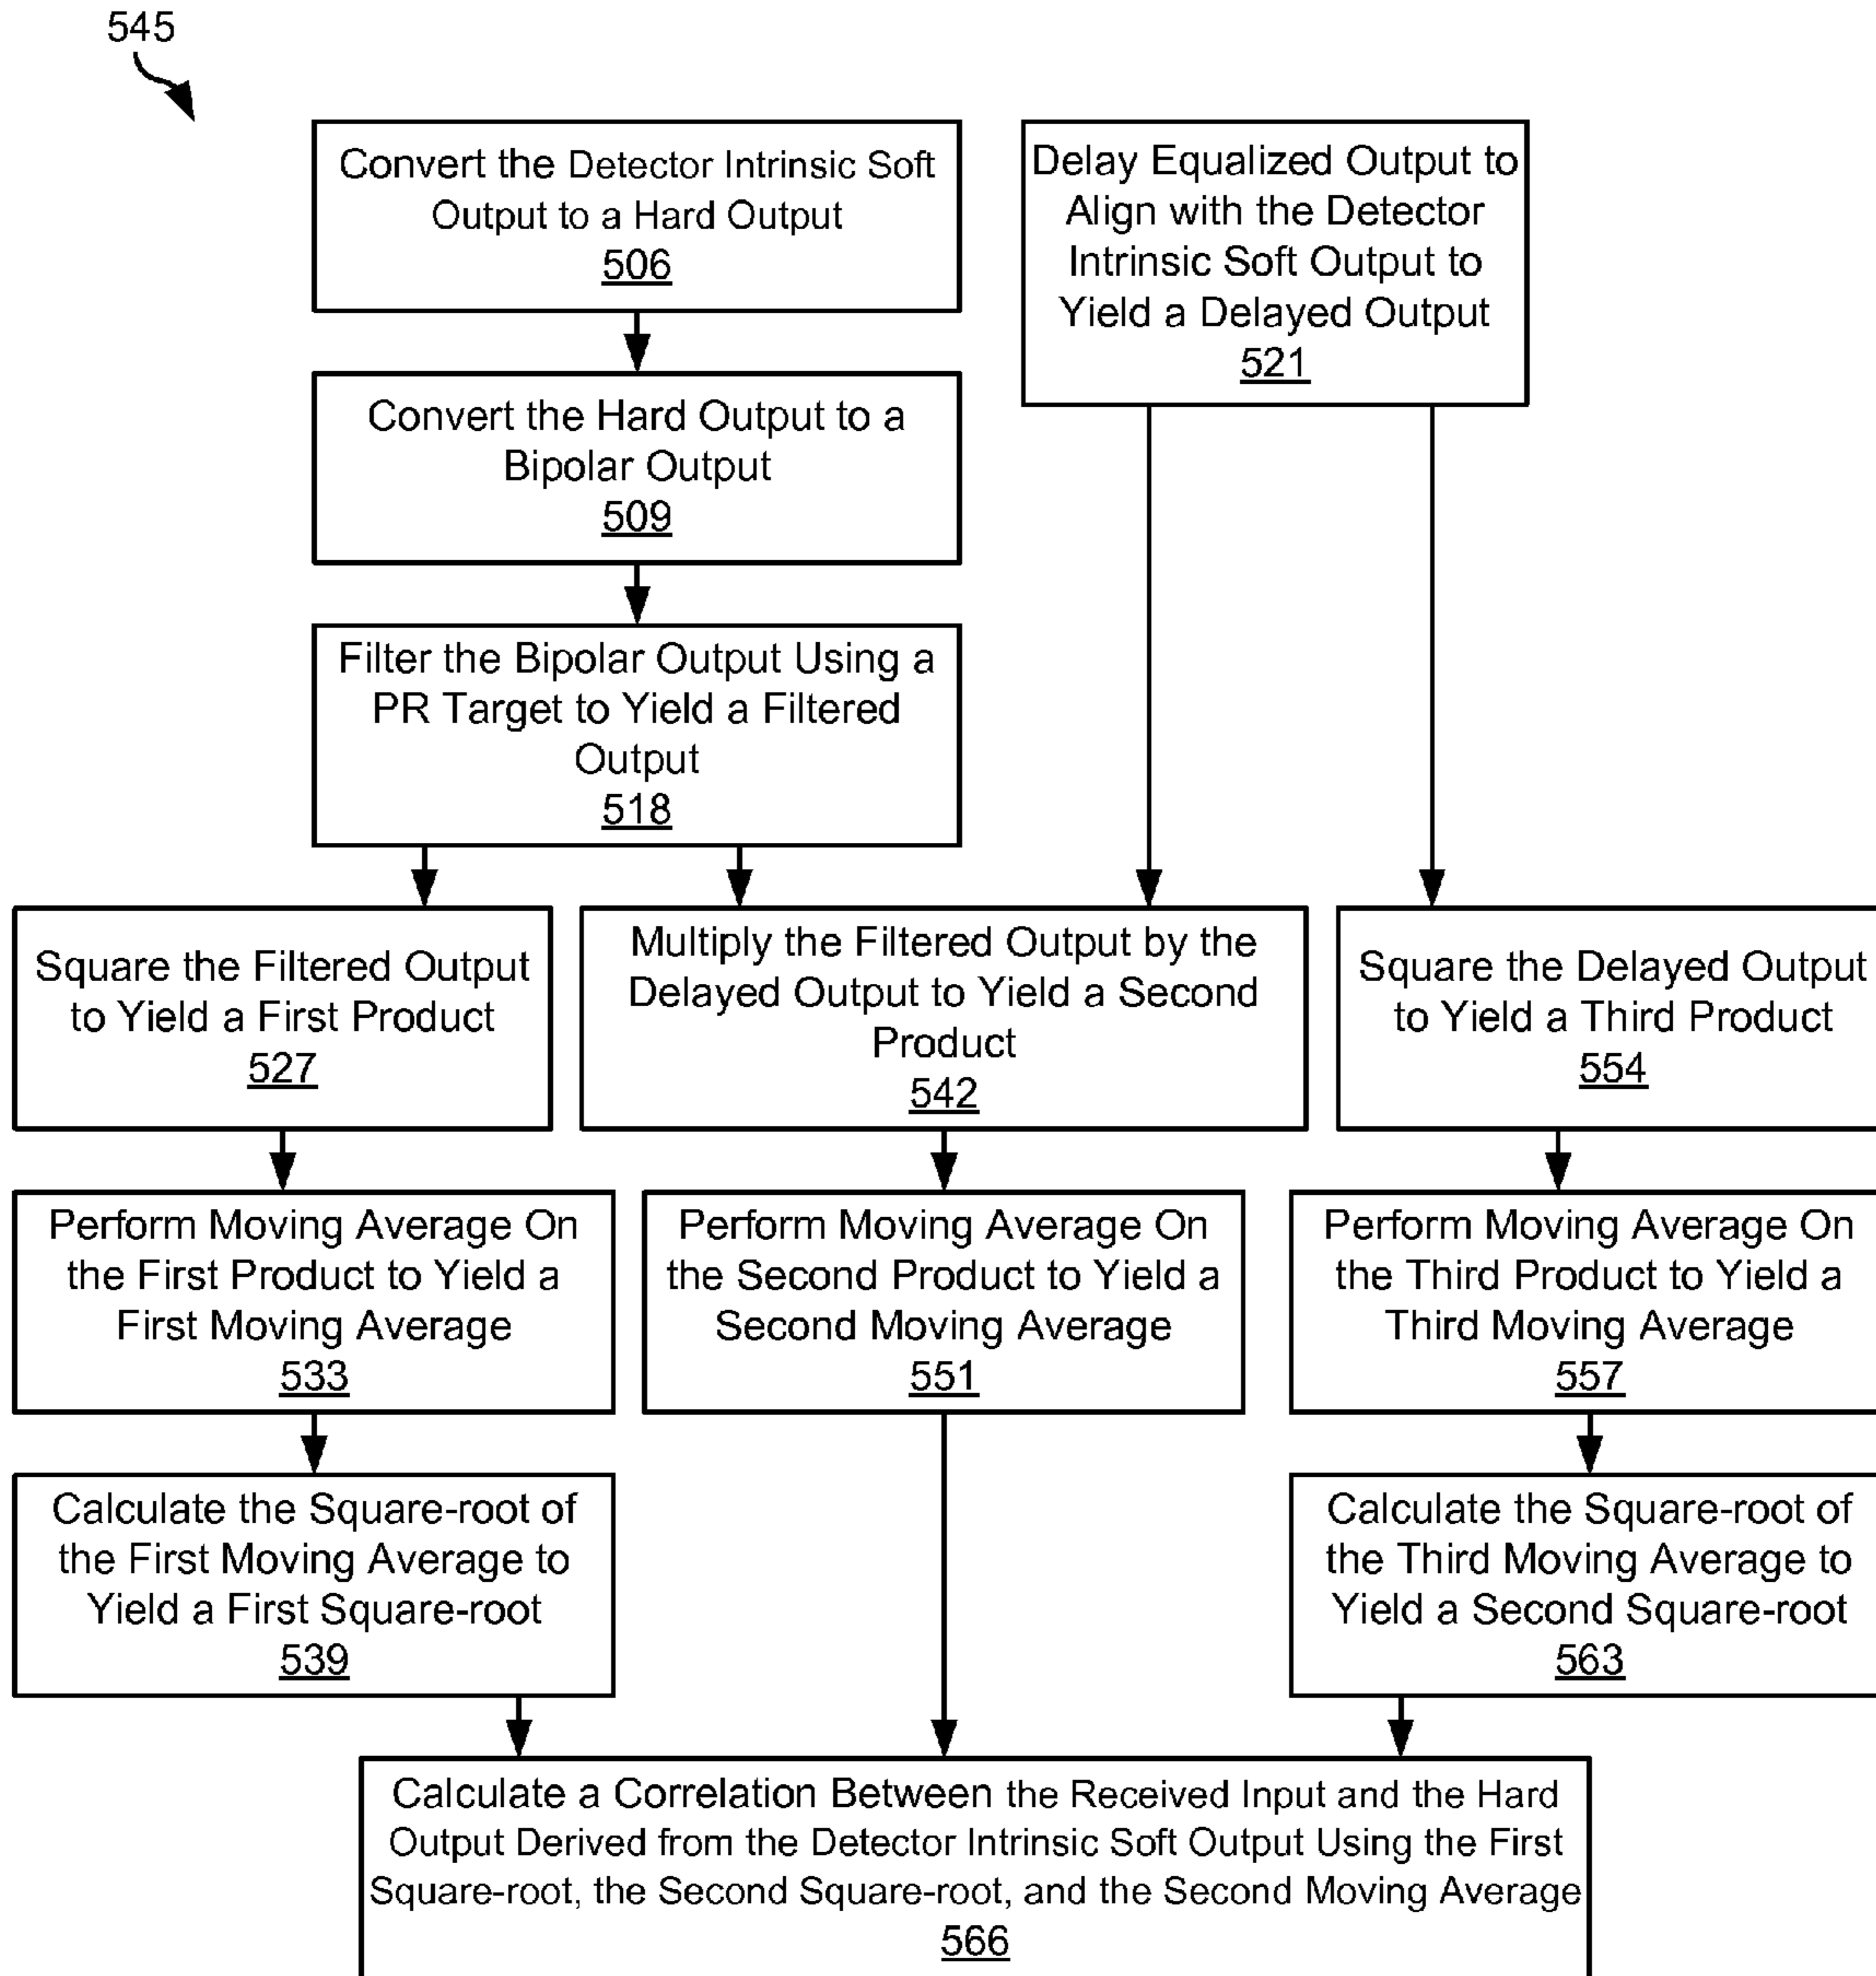 545
Convert the Detector Intrinsic Soft
Output to a Hard Output
506
Delay Equalized Output to
Align with the Detector
Intrinsic Soft Output to
Yield a Delayed Output
521
Convert the Hard Output to a
Bipolar Output
509
Filter the Bipolar Output Using a
PR Target to Yield a Filtered
Output
518
Square the Filtered Output
to Yield a First Product
527
Multiply the Filtered Output by the
Delayed Output to Yield a Second
Product
542
Square the Delayed Output
to Yield a Third Product
554
Perform Moving Average On
the First Product to Yield a
First Moving Average
533
Perform Moving Average On
the Second Product to Yield a
Second Moving Average
551
Perform Moving Average On
the Third Product to Yield a
Third Moving Average
557
Calculate the Square-root of
the First Moving Average to
Yield a First Square-root
539
Calculate the Square-root of
the Third Moving Average to
Yield a Second Square-root
563
Calculate a Correlation Between the Received Input and the Hard
Output Derived from the Detector Intrinsic Soft Output Using the First
Square-root, the Second Square-root, and the Second Moving Average
566